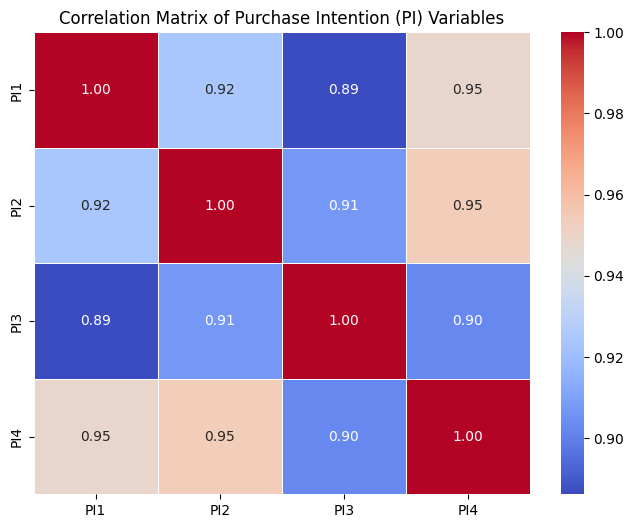 Correlation Matrix of Purchase Intention (PI) Variables
PI1 1.00 0.92 0.89 0.95
PI2 0.92 1.00 0.91 0.95
PI3 0.89 0.91 1.00 0.90
PI4 0.95 0.95 0.90 1.00
PI1 PI2 PI3 PI4
1.00
0.98
0.96
0.94
0.92
0.90